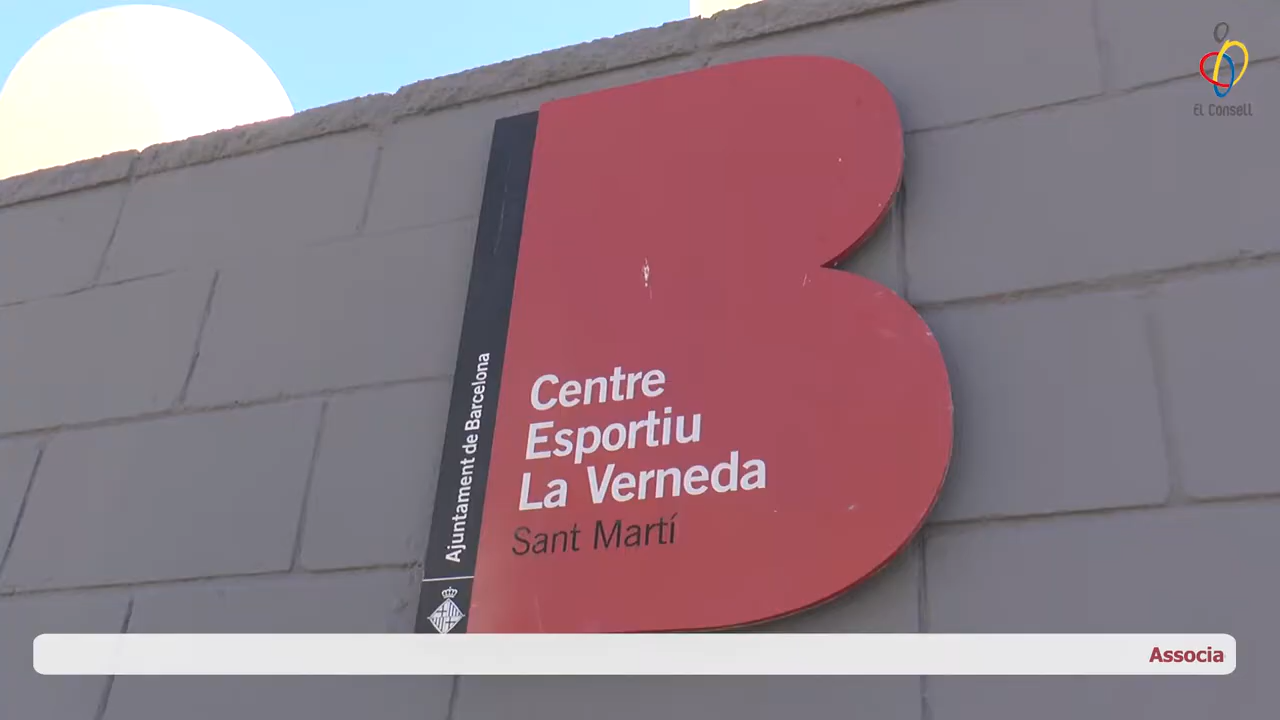 El Consell
Ajuntament de Barcelona
Centre
Esportiu
La Verneda
Sant Martí
Associa